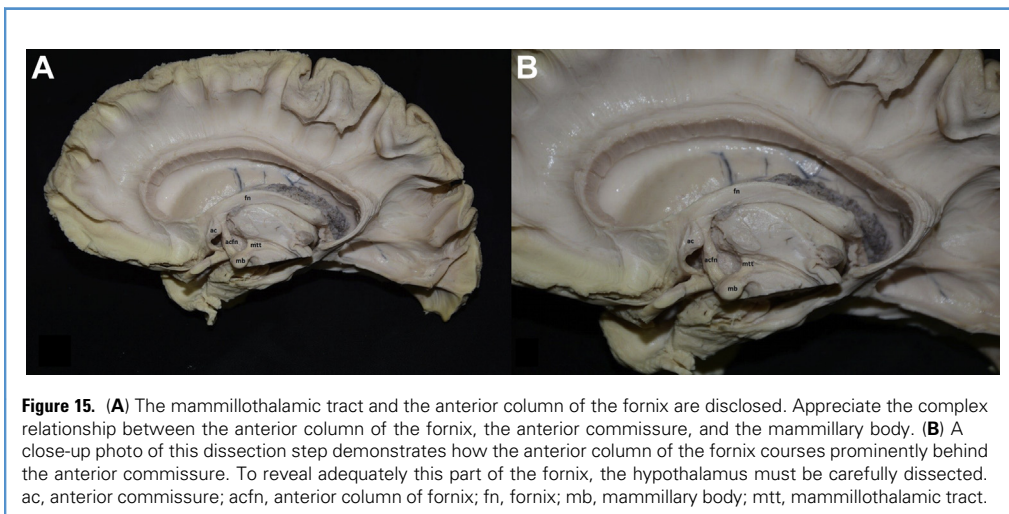 A
B
fn
ac
acfn
mtt
mb
fn
ac
acfn
mtt
mb
Figure 15. (A) The mammillothalamic tract and the anterior column of the fornix are disclosed. Appreciate the complex
relationship between the anterior column of the fornix, the anterior commissure, and the mammillary body. (B) A
close-up photo of this dissection step demonstrates how the anterior column of the fornix courses prominently behind
the anterior commissure. To reveal adequately this part of the fornix, the hypothalamus must be carefully dissected.
ac, anterior commissure; acfn, anterior column of fornix; fn, fornix; mb, mammillary body; mtt, mammillothalamic tract.